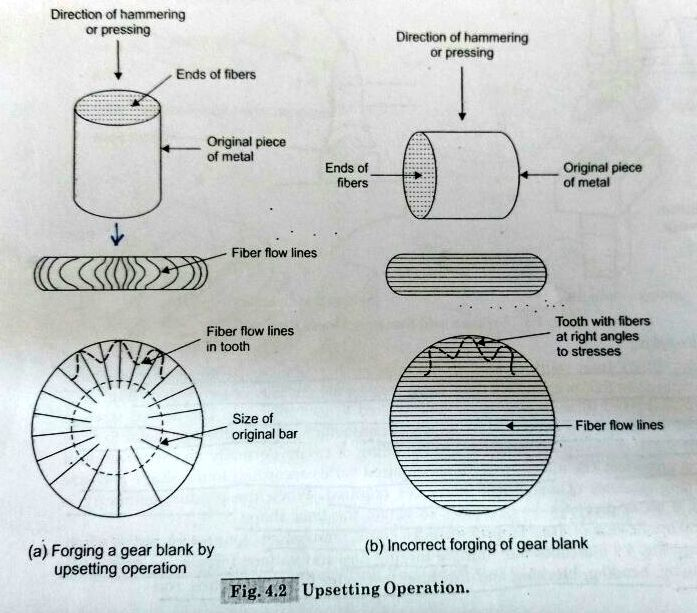 Direction of hammering
or pressing
Ends of fibers
Original piece
of metal
Fiber flow lines
Fiber flow lines
in tooth
Size of
original bar
(a) Forging a gear blank by
upsetting operation
Direction of hammering
or pressing
Ends of
fibers
Original piece
of metal
Tooth with fibers
at right angles
to stresses
Fiber flow lines
(b) Incorrect forging of gear blank
Fig. 4.2 Upsetting Operation.